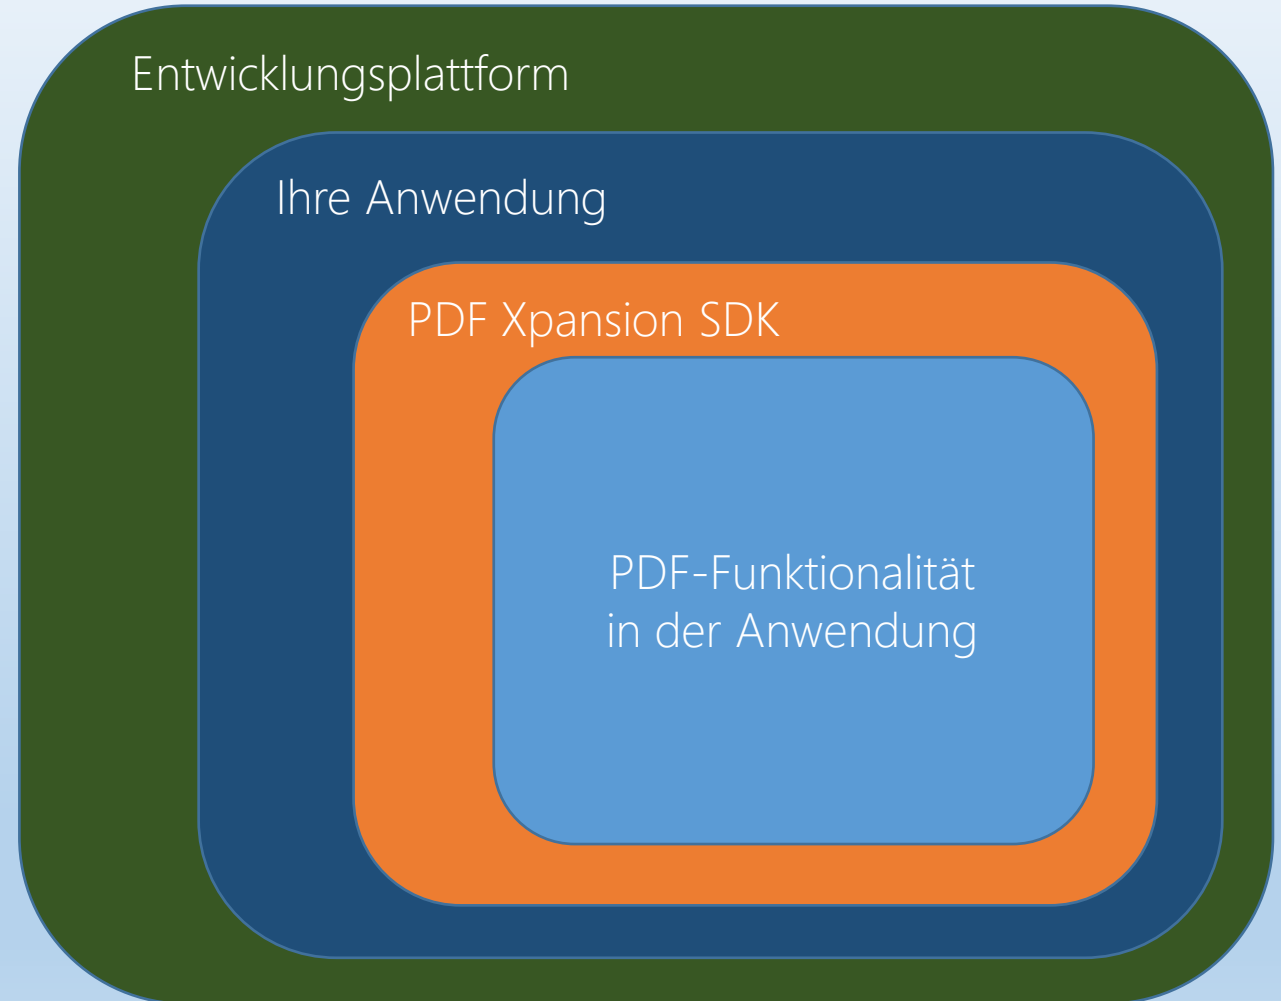 Entwicklungsplattform
Ihre Anwendung
PDF Xpansion SDK
PDF-Funktionalität
in der Anwendung